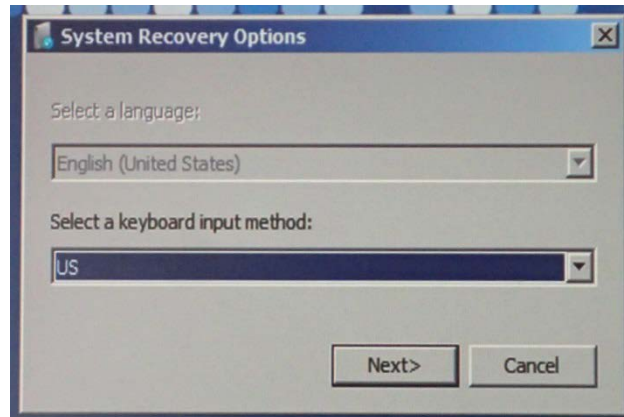 System Recovery Options
Select a language:
English (United States)
Select a keyboard input method:
US
Next>
Cancel